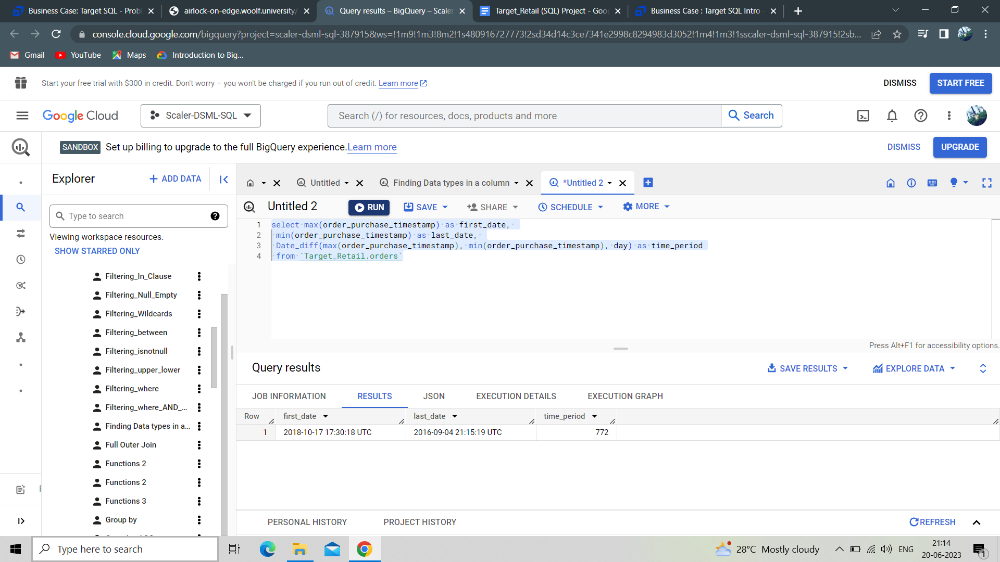 Business Case: Target SQL - Probl
airlock-on-edge.woolf.university/
Query results – BigQuery – Scaler
Target_Retail (SQL) Project - Goo
Business Case : Target SQL Intro -
console.cloud.google.com/bigquery?project=scaler-dsml-sql-387915&ws=!1m9!1m3!8m2!1s480916727773!2sd34d14c3ce7341e2998c8294983d3052!1m4!1m3!1sscaler-dsml-sql-387915!2sb...
Gmail
YouTube
Maps
Introduction to Big...
Start your free trial with $300 in credit. Don't worry – you won't be charged if you run out of credit. Learn more
DISMISS
START FREE
Google Cloud
Scaler-DSML-SQL
Search (/) for resources, docs, products and more
Search
SANDBOX Set up billing to upgrade to the full BigQuery experience. Learn more
DISMISS
UPGRADE
Explorer
+ ADD DATA
Untitled
Finding Data types in a column
*Untitled 2
Type to search
Viewing workspace resources.
SHOW STARRED ONLY
Filtering_In_Clause
Filtering_Null_Empty
Filtering_Wildcards
Filtering_between
Filtering_isnotnull
Filtering_upper_lower
Filtering_where
Filtering_where_AND_...
Finding Data types in a...
Full Outer Join
Functions 2
Functions 2
Functions 3
Group by
Untitled 2
RUN
SAVE
SHARE
SCHEDULE
MORE
1 select max(order_purchase_timestamp) as first_date,
2 min(order_purchase_timestamp) as last_date,
3 Date_diff(max(order_purchase_timestamp), min(order_purchase_timestamp), day) as time_period
4 from `Target_Retail.orders`
Press Alt+F1 for accessibility options.
Query results
SAVE RESULTS
EXPLORE DATA
JOB INFORMATION
RESULTS
JSON
EXECUTION DETAILS
EXECUTION GRAPH
Row first_date last_date time_period
1 2018-10-17 17:30:18 UTC 2016-09-04 21:15:19 UTC 772
PERSONAL HISTORY
PROJECT HISTORY
REFRESH
Type here to search
28°C Mostly cloudy
ENG
21:14
20-06-2023
1